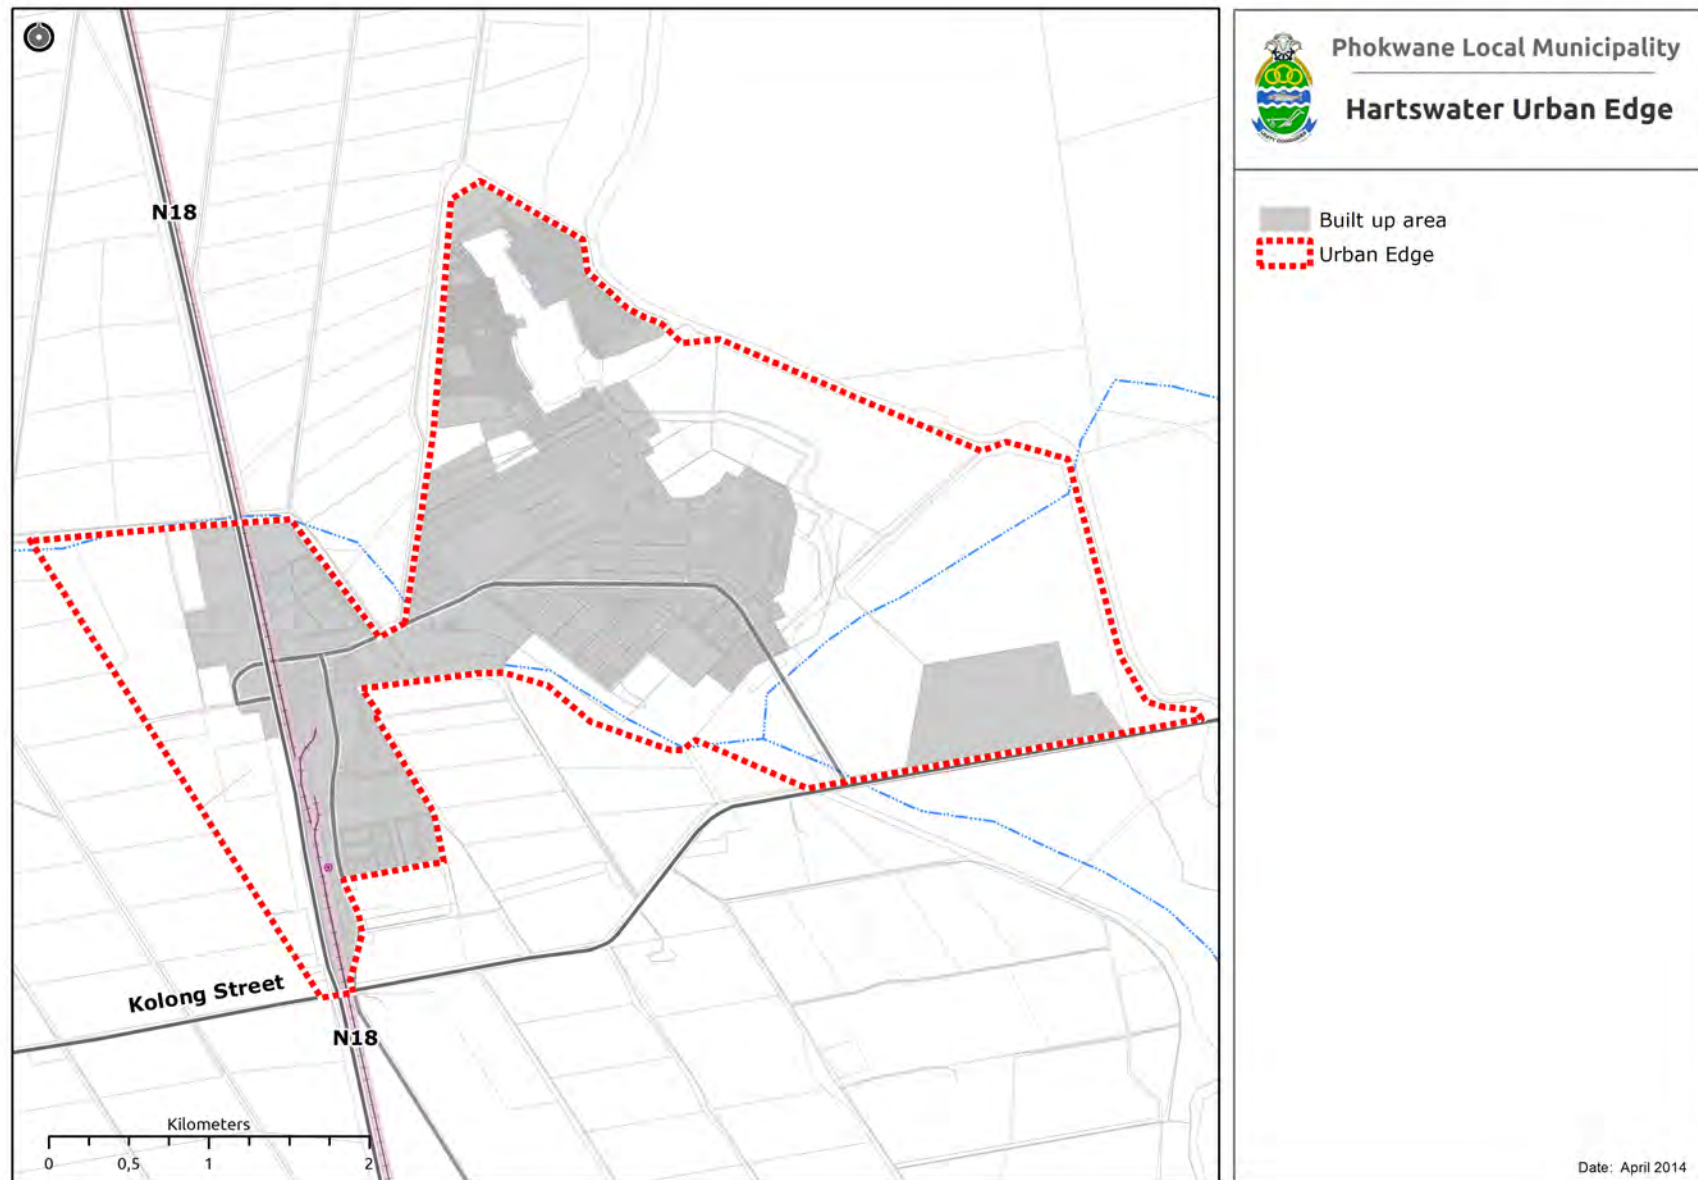 Phokwane Local Municipality
Hartswater Urban Edge
Built up area
Urban Edge
N18
Kolong Street
N18
Kilometers
0 0,5 1 2
Date: April 2014